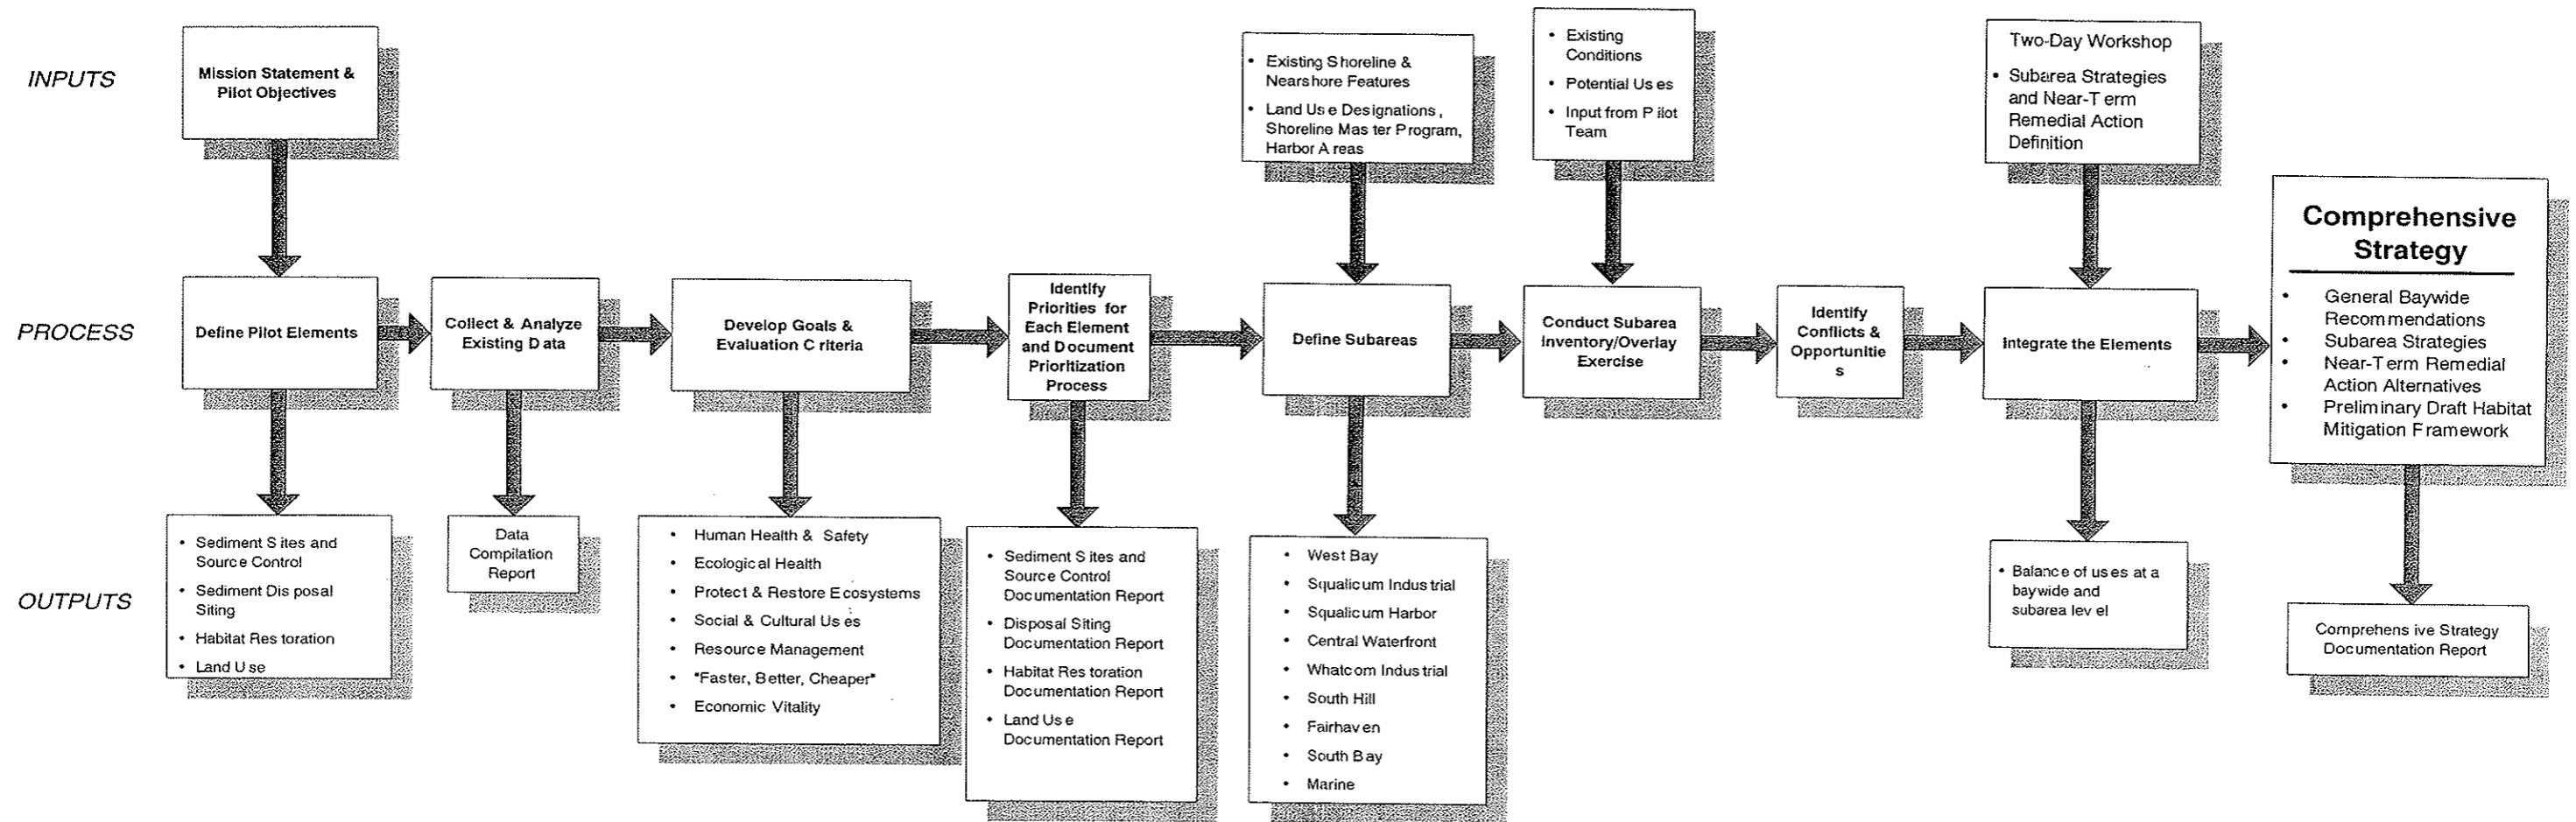 INPUTS
Mission Statement &
Pilot Objectives
• Existing Shoreline &
Nearshore Features
• Land Use Designations,
Shoreline Master Program,
Harbor Areas
• Existing
Conditions
• Potential Uses
• Input from Pilot
Team
Two-Day Workshop
• Subarea Strategies
and Near-Term
Remedial Action
Definition
PROCESS
Define Pilot Elements
Collect & Analyze
Existing Data
Develop Goals &
Evaluation Criteria
Identify
Priorities for
Each Element
and Document
Prioritization
Process
Define Subareas
Conduct Subarea
Inventory/Overlay
Exercise
Identify
Conflicts &
Opportunitie
s
Integrate the Elements
Comprehensive
Strategy
• General Baywide
Recommendations
• Subarea Strategies
• Near-Term Remedial
Action Alternatives
• Preliminary Draft Habitat
Mitigation Framework
OUTPUTS
• Sediment Sites and
Source Control
• Sediment Disposal
Siting
• Habitat Restoration
• Land Use
Data
Compilation
Report
• Human Health & Safety
• Ecological Health
• Protect & Restore Ecosystems
• Social & Cultural Uses
• Resource Management
• "Faster, Better, Cheaper"
• Economic Vitality
• Sediment Sites and
Source Control
Documentation Report
• Disposal Siting
Documentation Report
• Habitat Restoration
Documentation Report
• Land Use
Documentation Report
• West Bay
• Squalicum Industrial
• Squalicum Harbor
• Central Waterfront
• Whatcom Industrial
• South Hill
• Fairhaven
• South Bay
• Marine
• Balance of uses at a
baywide and
subarea level
Comprehensive Strategy
Documentation Report